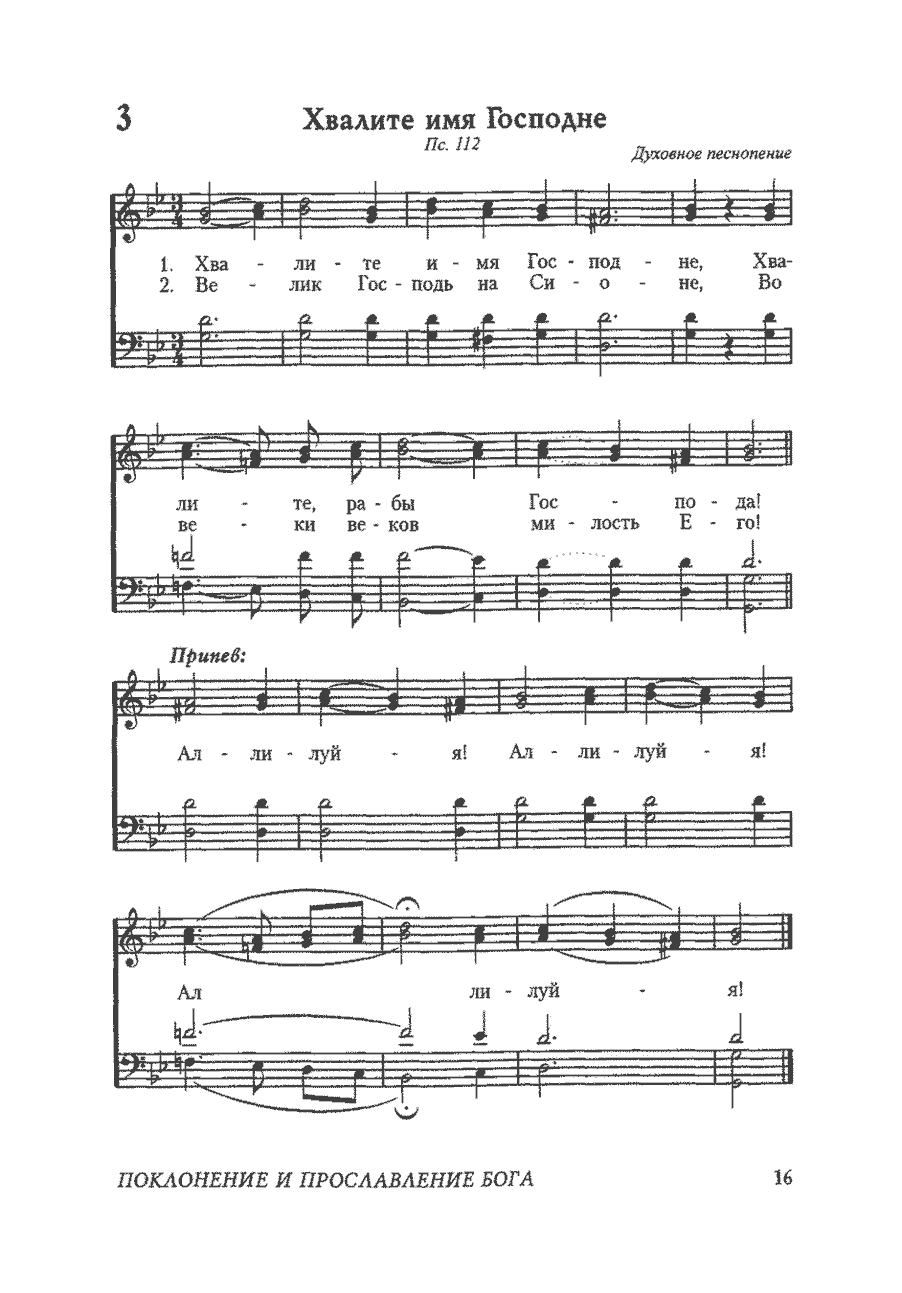 3
Хвалите имя Господне
Пс. 112
Духовное песнопение
1. Хва - ли - те и - мя Гос - под - не, Хва-
2. Ве - лик Гос - подь на Си - о - не, Во
ли - те, ра - бы Гос - по - да!
ве - ки ве - ков ми - лость Е - го!
Припев:
Ал - ли - луй - я! Ал - ли - луй - я!
Ал ли - луй - я!
ПОКЛОНЕНИЕ И ПРОСЛАВЛЕНИЕ БОГА
16